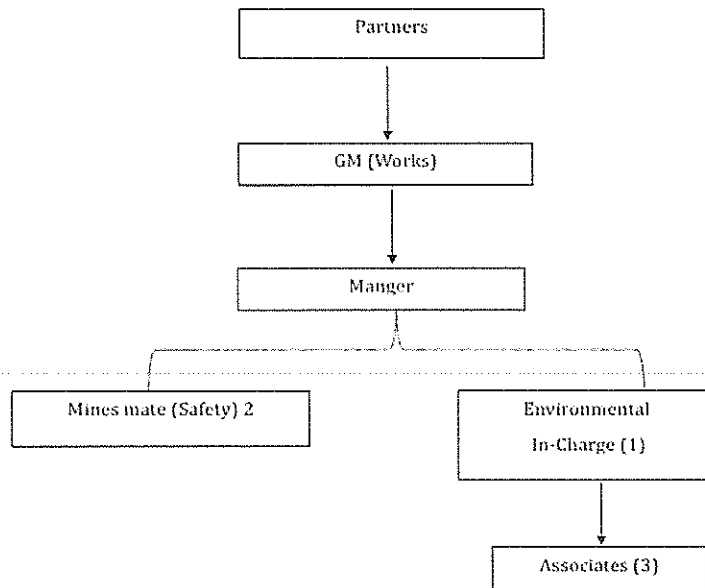 Partners
GM (Works)
Manger
Mines mate (Safety) 2
Environmental
In-Charge (1)
Associates (3)